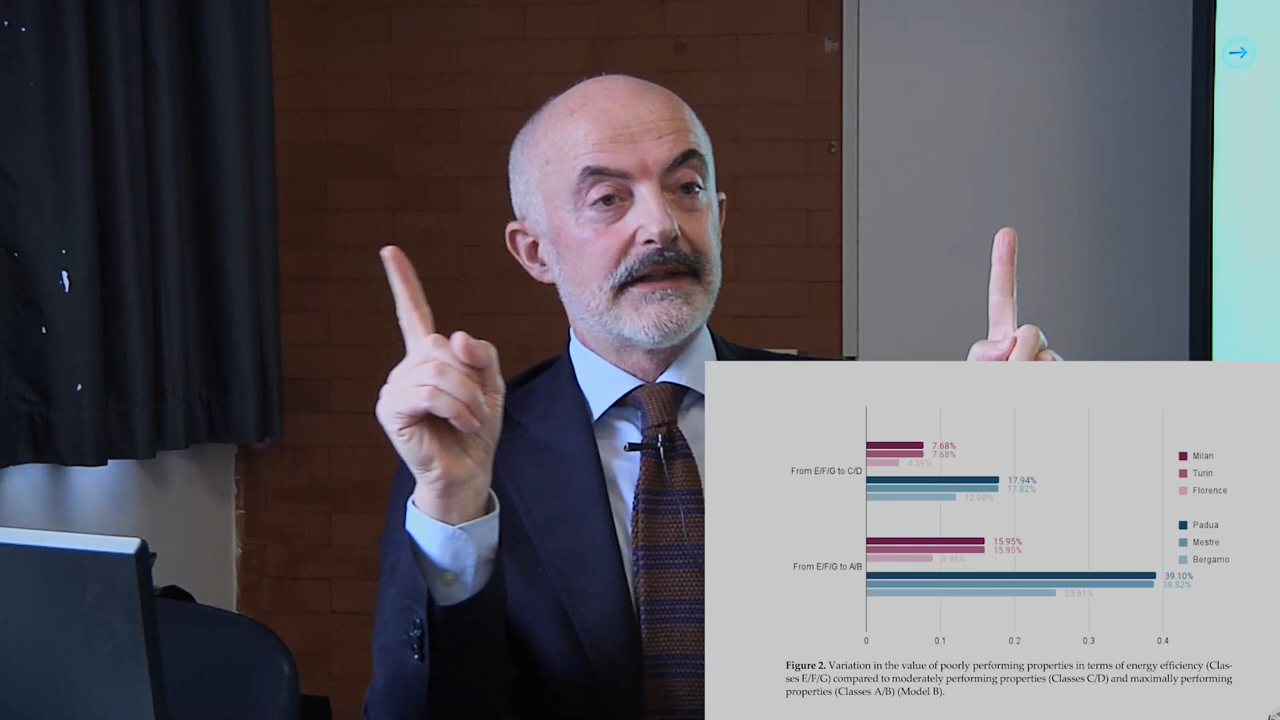 7.68%
7.68%
4.39%
From E/F/G to C/D
17.94%
17.82%
12.08%
15.95%
15.95%
8.98%
From E/F/G to A/B
39.10%
38.82%
25.61%
Milan
Turin
Florence
Padua
Mestre
Bergamo
0 0.1 0.2 0.3 0.4
Figure 2. Variation in the value of poorly performing properties in terms of energy efficiency (Clas-
ses E/F/G) compared to moderately performing properties (Classes C/D) and maximally performing
properties (Classes A/B) (Model B).